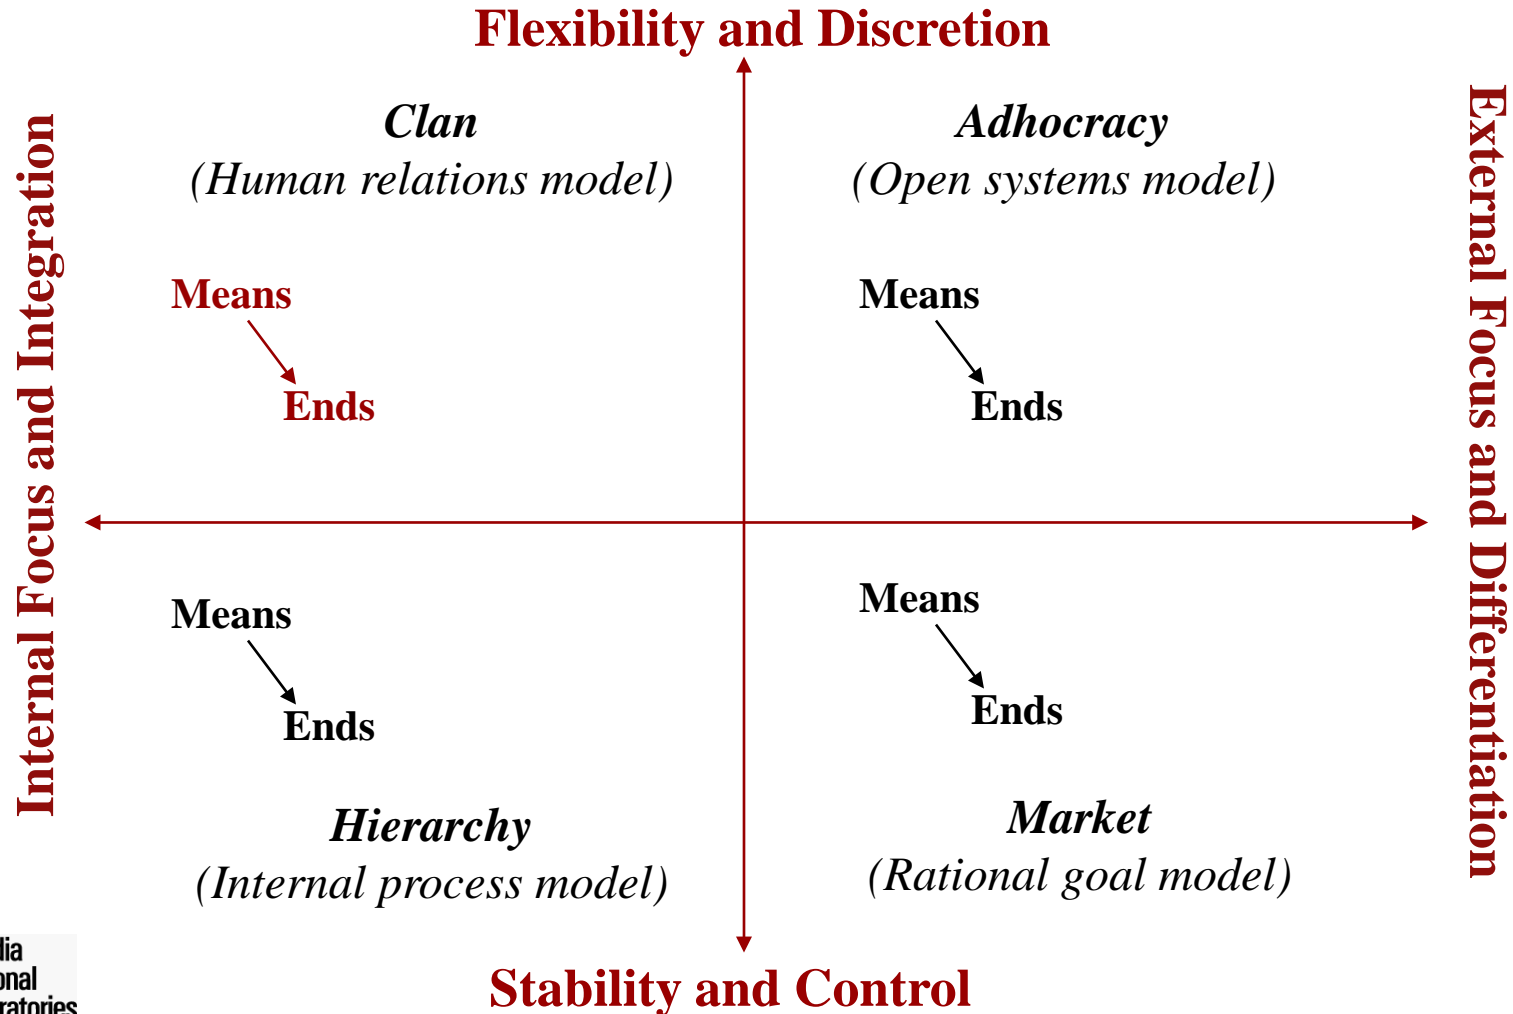 Flexibility and Discretion
Clan
(Human relations model)
Adhocracy
(Open systems model)
Internal Focus and Integration
External Focus and Differentiation
Means
Ends
Means
Ends
Means
Ends
Means
Ends
Hierarchy
(Internal process model)
Market
(Rational goal model)
Stability and Control